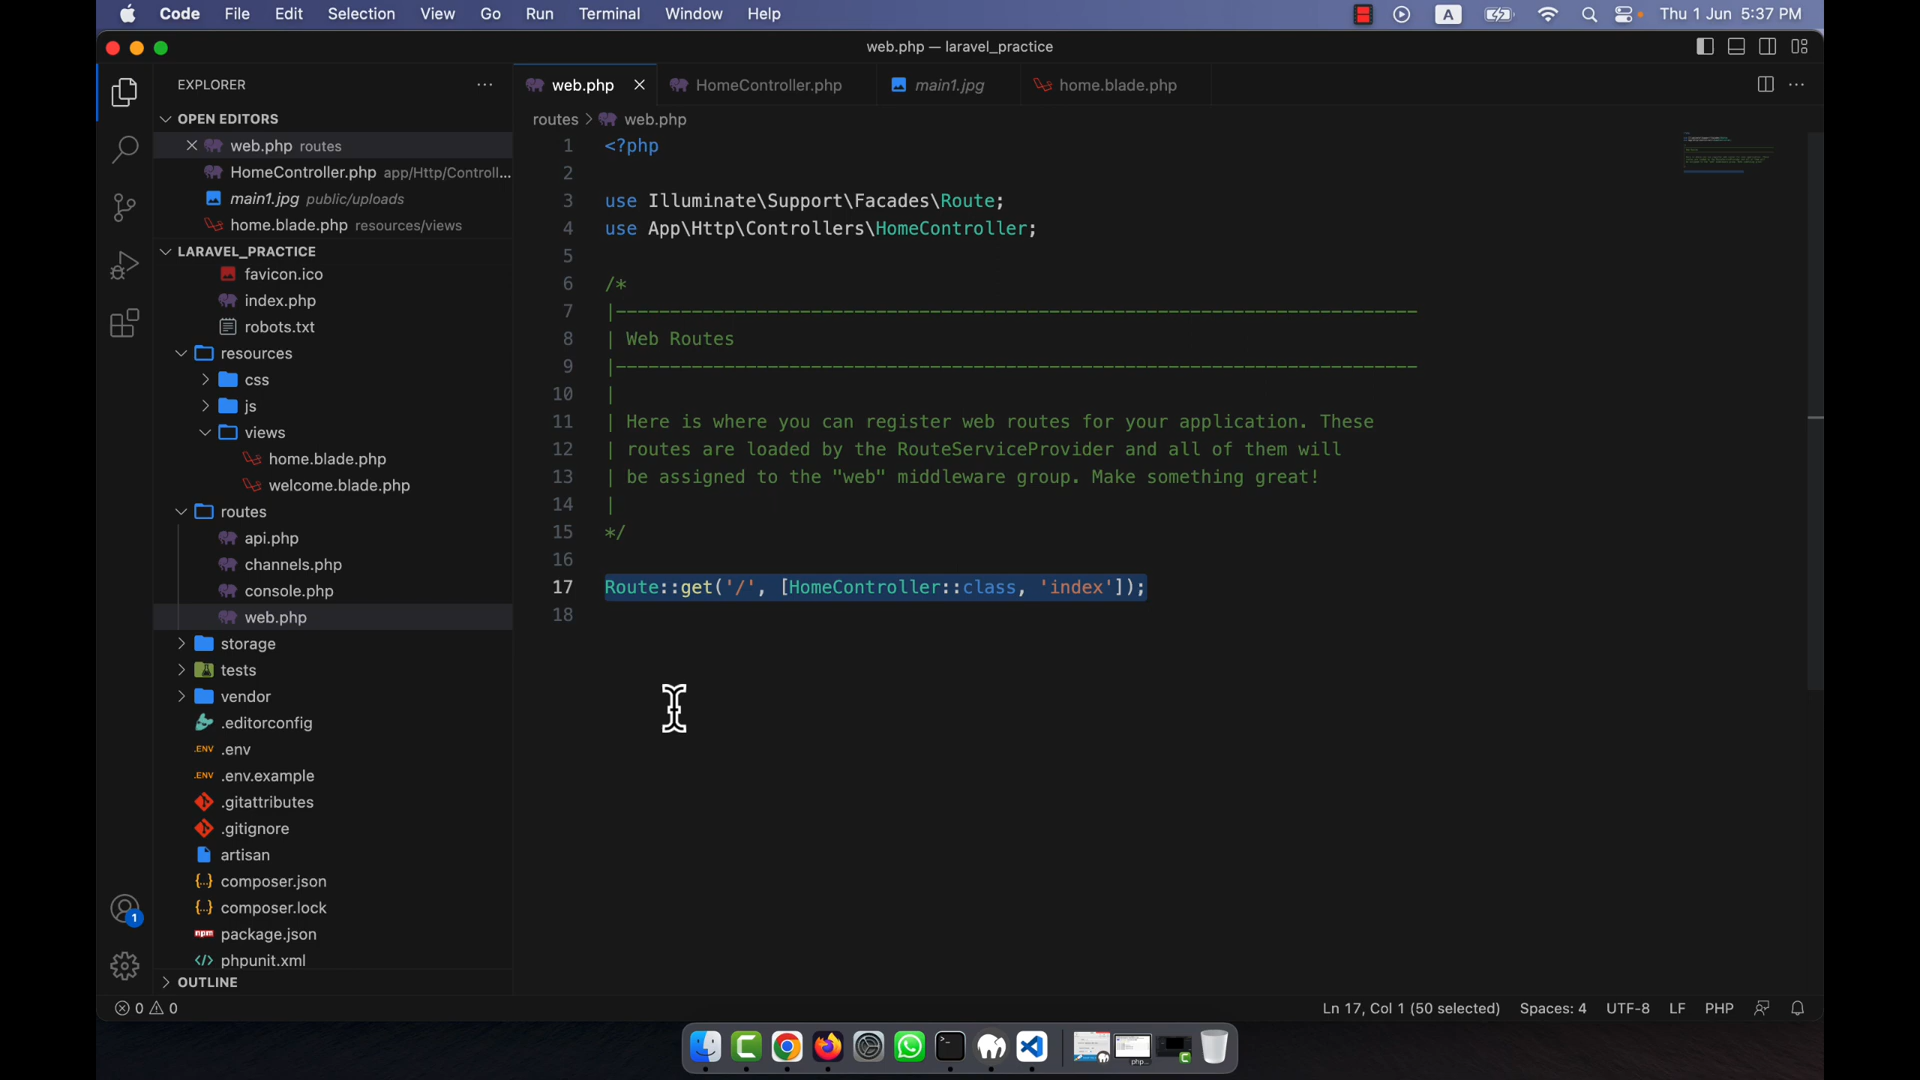 Code File Edit Selection View Go Run Terminal Window Help A Thu 1 Jun 5:37 PM
web.php — laravel_practice
EXPLORER
OPEN EDITORS
web.php routes
HomeController.php app/Http/Controll...
main1.jpg public/uploads
home.blade.php resources/views
LARAVEL_PRACTICE
favicon.ico
index.php
robots.txt
resources
css
js
views
home.blade.php
welcome.blade.php
routes
api.php
channels.php
console.php
web.php
storage
tests
vendor
.editorconfig
.ENV .env
.ENV .env.example
.gitattributes
.gitignore
artisan
{..} composer.json
{..} composer.lock
npm package.json
</> phpunit.xml
OUTLINE
1
web.php HomeController.php main1.jpg home.blade.php
routes > web.php
1 <?php
2
3 use Illuminate\Support\Facades\Route;
4 use App\Http\Controllers\HomeController;
5
6 /*
7 |--------------------------------------------------------------------------
8 | Web Routes
9 |--------------------------------------------------------------------------
10 |
11 | Here is where you can register web routes for your application. These
12 | routes are loaded by the RouteServiceProvider and all of them will
13 | be assigned to the "web" middleware group. Make something great!
14 |
15 */
16
17 Route::get('/', [HomeController::class, 'index']);
18
0 0 Ln 17, Col 1 (50 selected) Spaces: 4 UTF-8 LF PHP